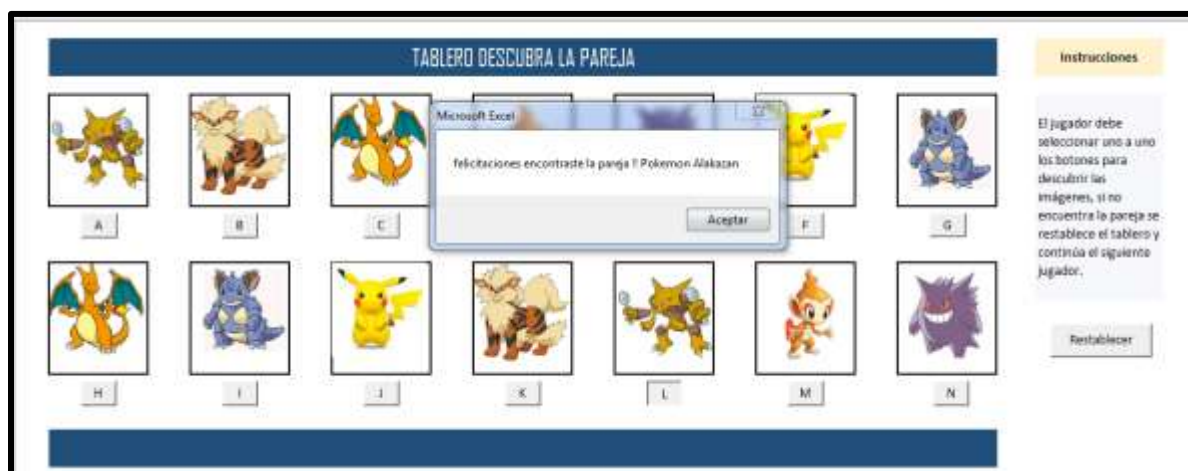 TABLERO DESCUBRA LA PAREJA
Instrucciones
Microsoft Excel
felicitaciones encontraste la pareja !! Pokemon Alakazan
Aceptar
El jugador debe
seleccionar uno a uno
los botones para
descubrir las
imágenes, si no
encuentra la pareja se
restablece el tablero y
continúa el siguiente
jugador.
A
B
C
F
G
Restablecer
H
I
J
K
L
M
N